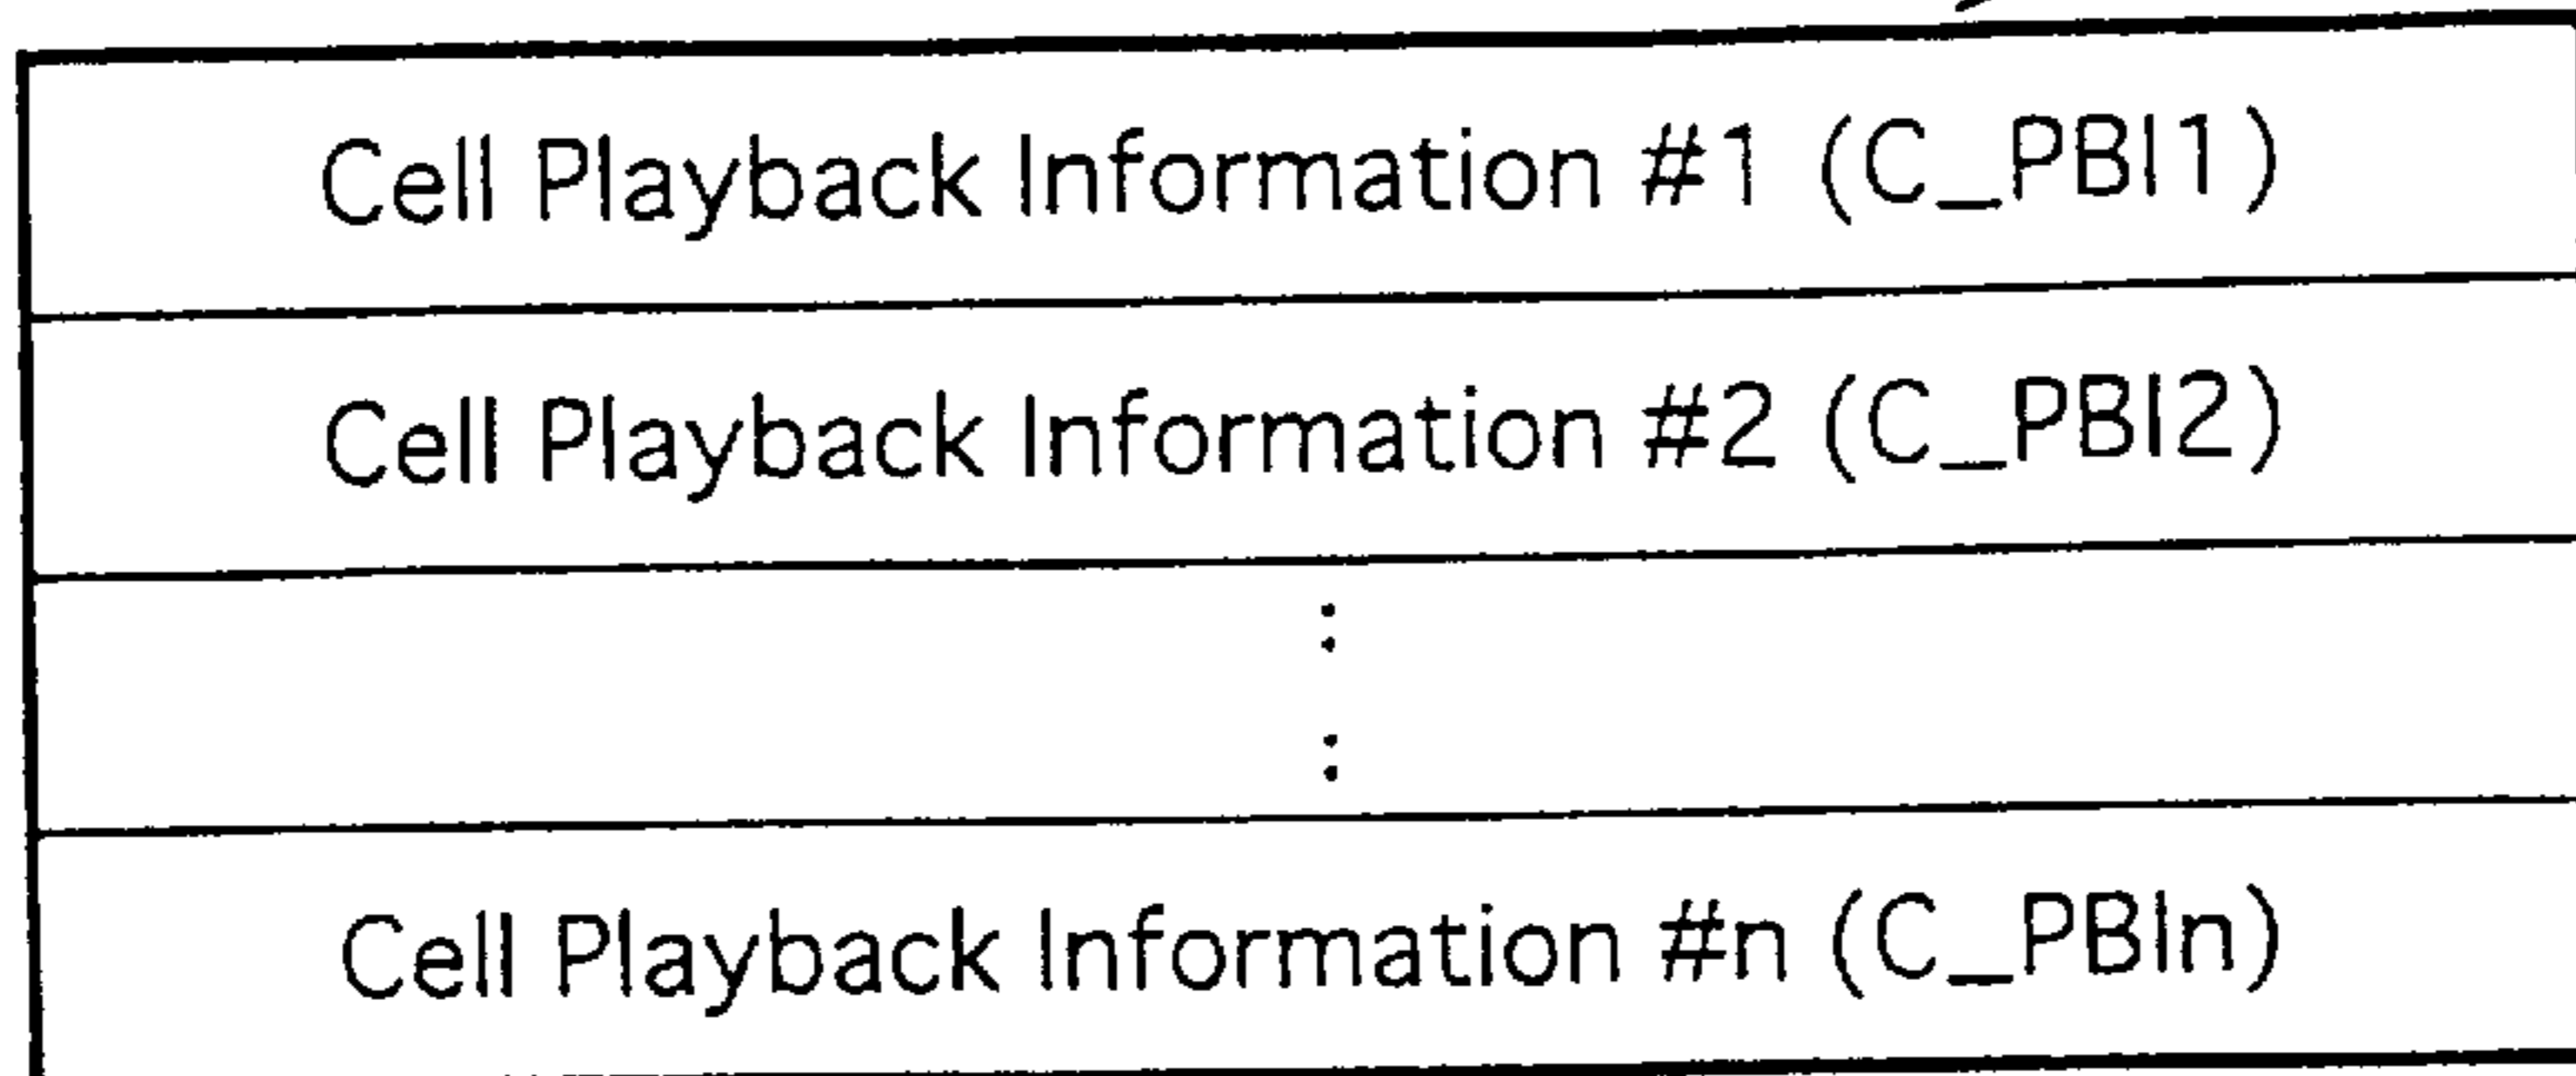 Cell Playback Information #1 (C_PBI1)
Cell Playback Information #2 (C_PBI2)
:
:
Cell Playback Information #n (C_PBIn)